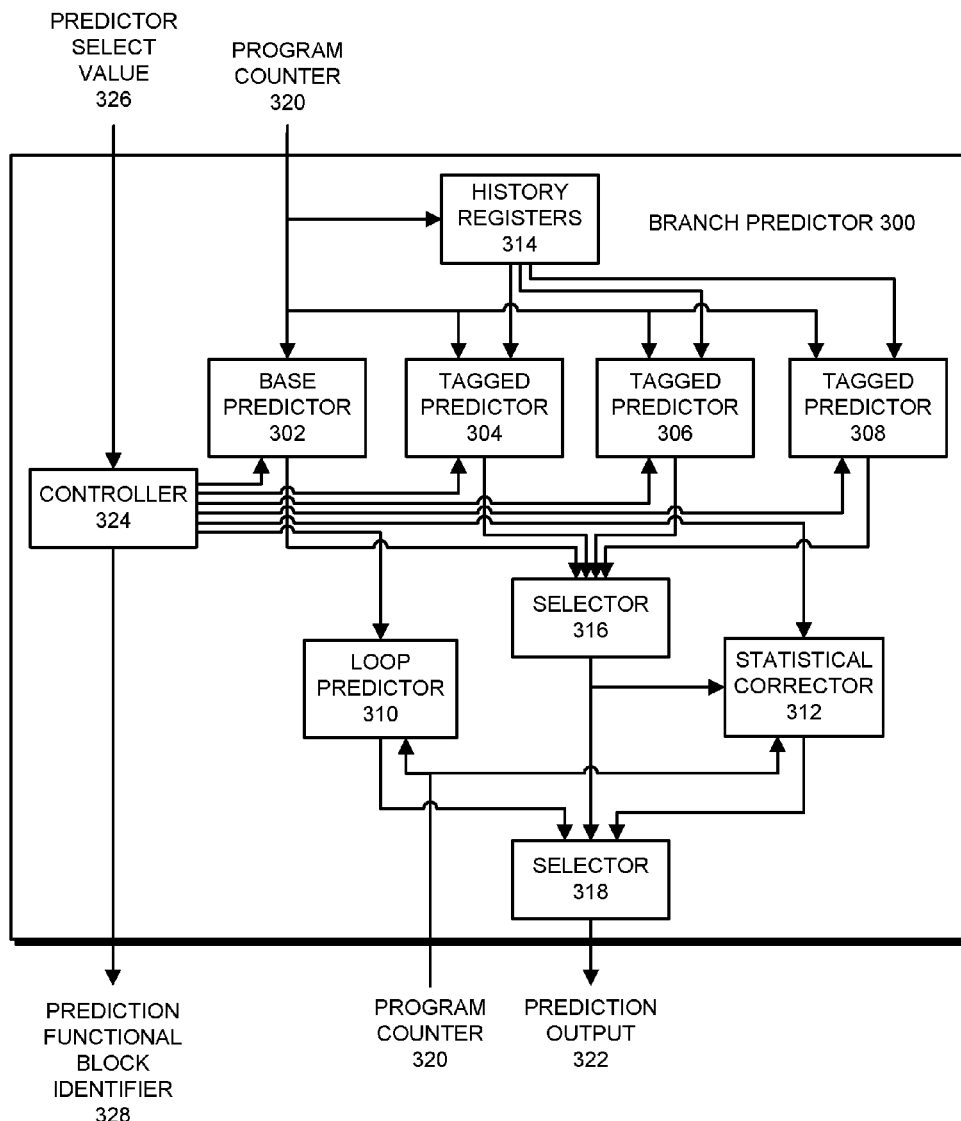 PREDICTOR
SELECT
VALUE
326
PROGRAM
COUNTER
320
HISTORY
REGISTERS
314
BRANCH PREDICTOR 300
BASE
PREDICTOR
302
TAGGED
PREDICTOR
304
TAGGED
PREDICTOR
306
TAGGED
PREDICTOR
308
CONTROLLER
324
SELECTOR
316
LOOP
PREDICTOR
310
STATISTICAL
CORRECTOR
312
SELECTOR
318
PREDICTION
FUNCTIONAL
BLOCK
IDENTIFIER
328
PROGRAM
COUNTER
320
PREDICTION
OUTPUT
322